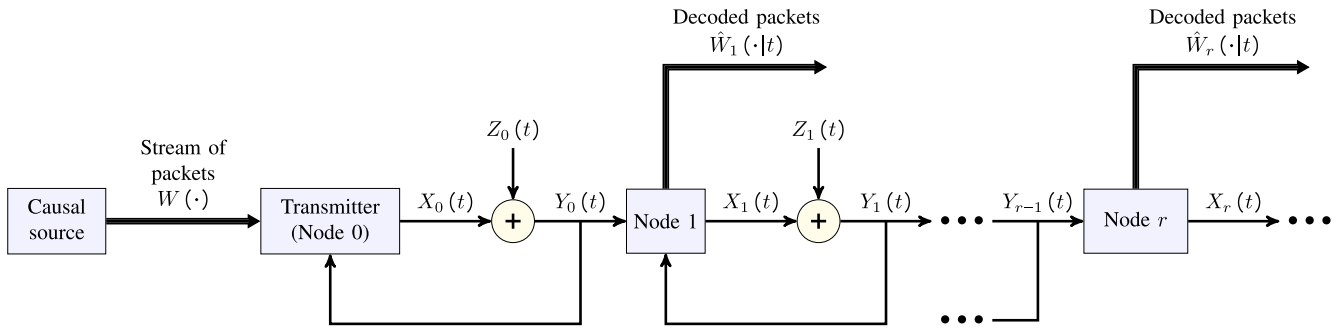 Decoded packets
Ŵ₁ (·|t)
Decoded packets
Ŵᵣ (·|t)
Stream of
packets
W (·)
Z₀ (t)
Z₁ (t)
Causal
source
Transmitter
(Node 0)
X₀ (t)
+
Y₀ (t)
Node 1
X₁ (t)
+
Y₁ (t)
•••
Yᵣ₋₁ (t)
Node r
Xᵣ (t)
•••
•••